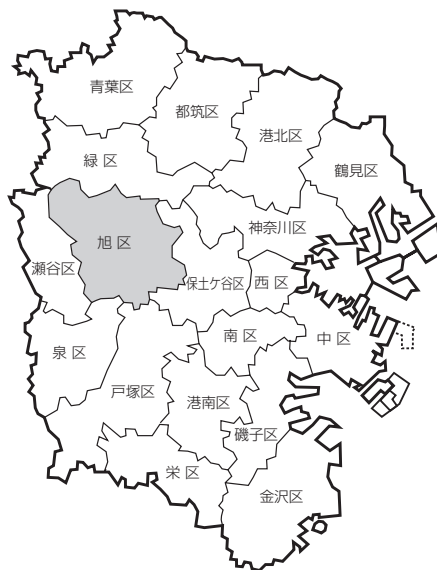 青葉区
都筑区
港北区
緑 区
鶴見区
神奈川区
旭 区
瀬谷区
保土ケ谷区
西 区
泉 区
南 区
中 区
戸塚区
港南区
磯子区
栄 区
金沢区